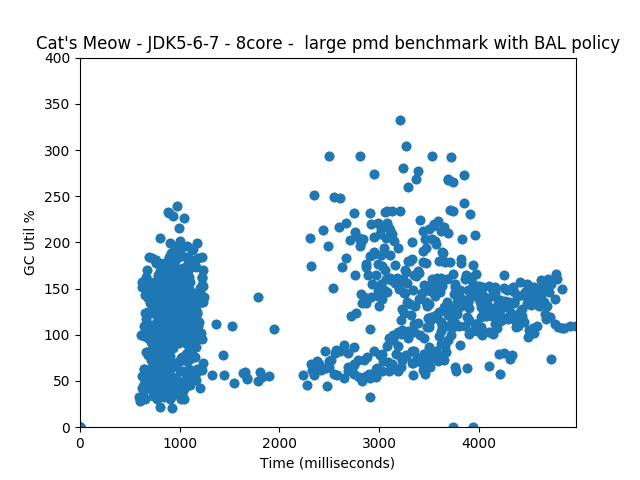 Cat's Meow - JDK5-6-7 - 8core -  large pmd benchmark with BAL policy
400
350
300
250
200
150
100
50
0
GC Util %
0 1000 2000 3000 4000
Time (milliseconds)